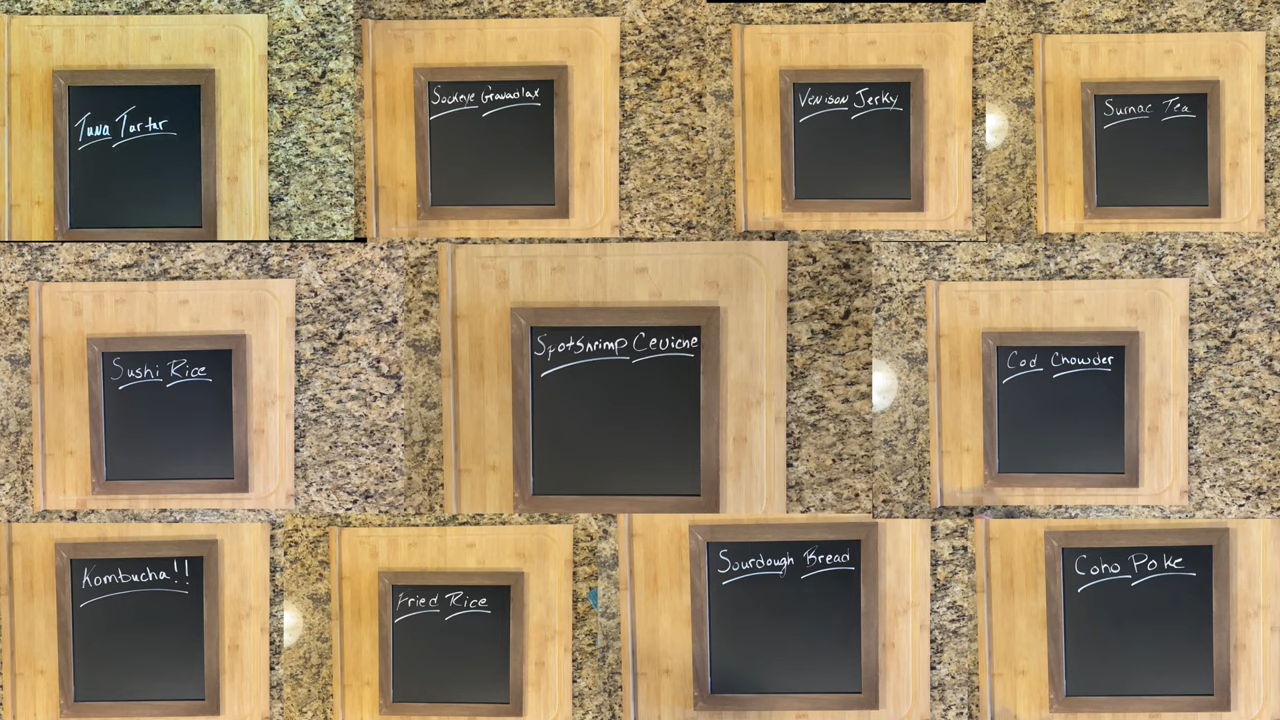 Tuna Tartar
Sockeye Gravadlax
Venison Jerky
Sumac Tea
Sushi Rice
Spotshrimp Ceviche
Cod Chowder
Kombucha!!
Fried Rice
Sourdough Bread
Coho Poke